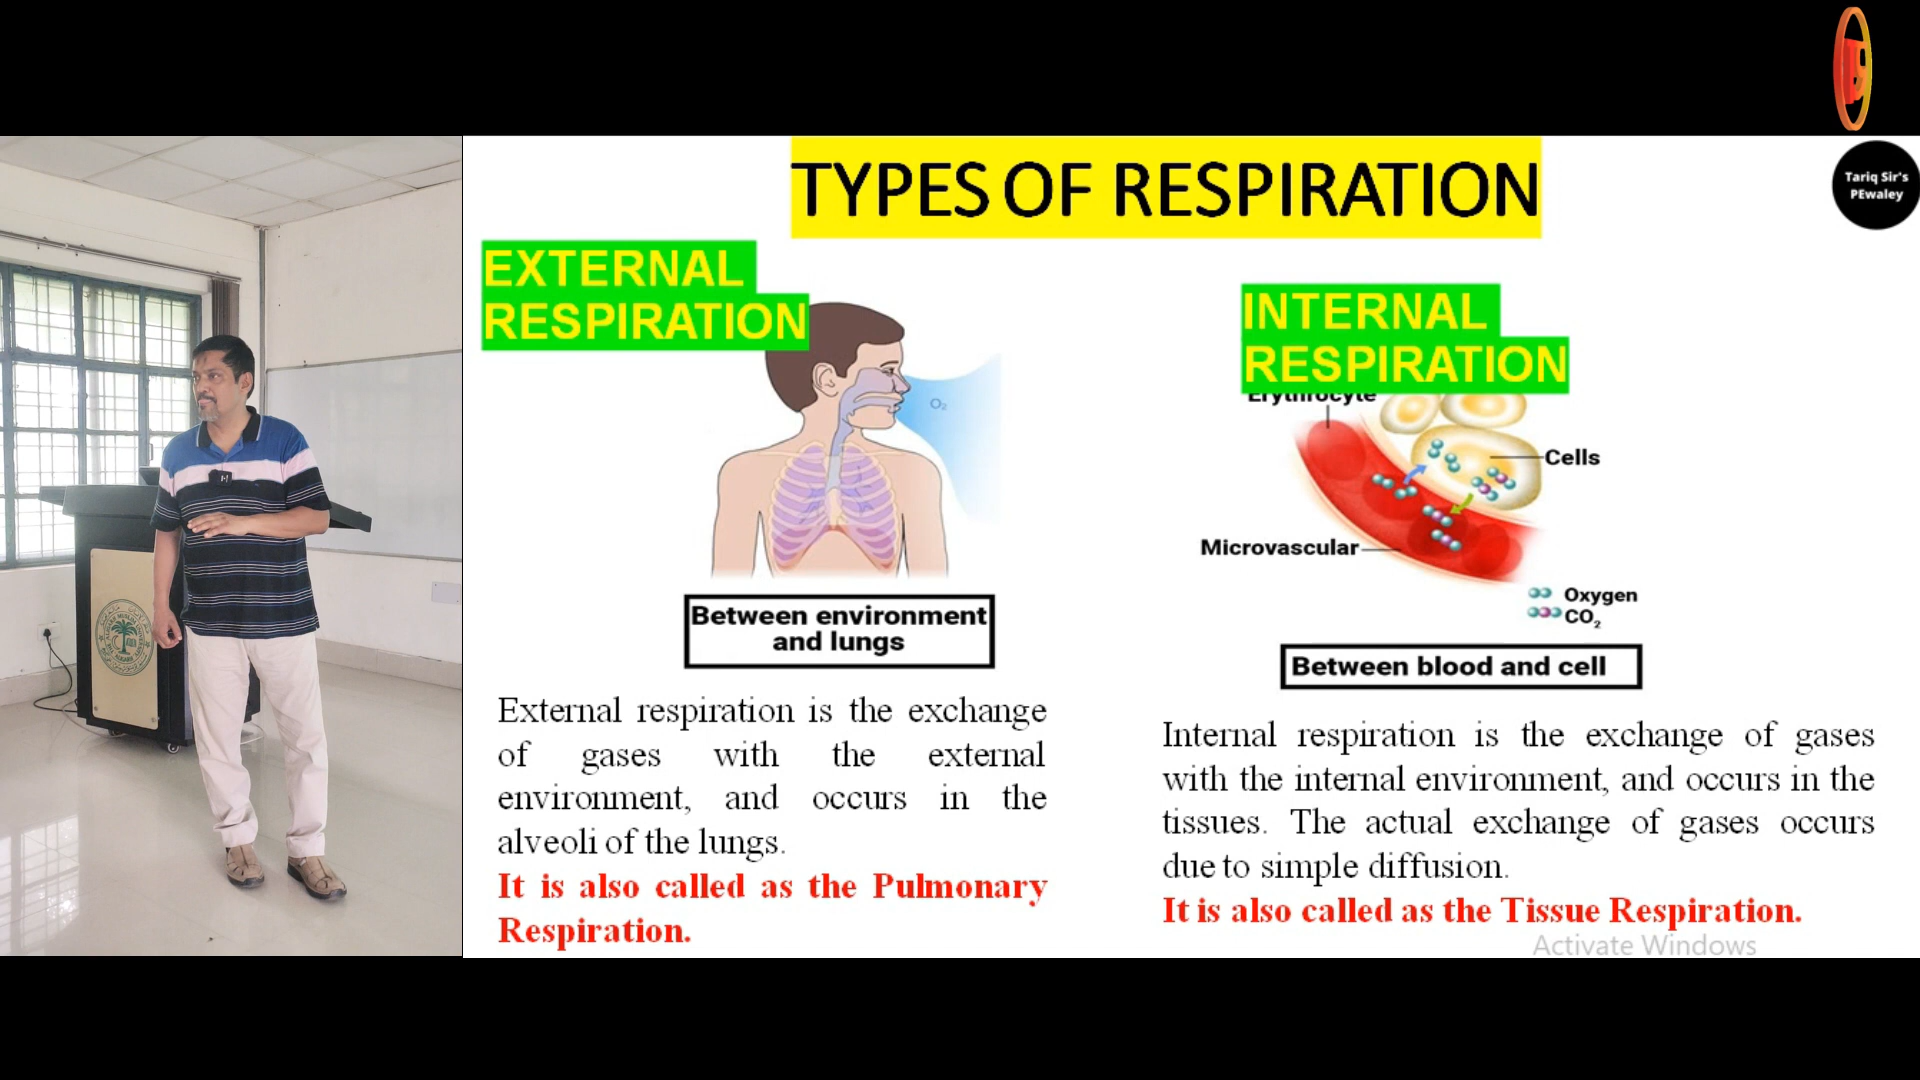 TYPES OF RESPIRATION
Tariq Sir's
PEwaley
EXTERNAL
RESPIRATION
O₂
Between environment
and lungs
External respiration is the exchange
of gases with the external
environment, and occurs in the
alveoli of the lungs.
It is also called as the Pulmonary
Respiration.
INTERNAL
RESPIRATION
Erythrocyte
Cells
Microvascular
Oxygen
CO₂
Between blood and cell
Internal respiration is the exchange of gases
with the internal environment, and occurs in the
tissues. The actual exchange of gases occurs
due to simple diffusion.
It is also called as the Tissue Respiration.
Activate Windows